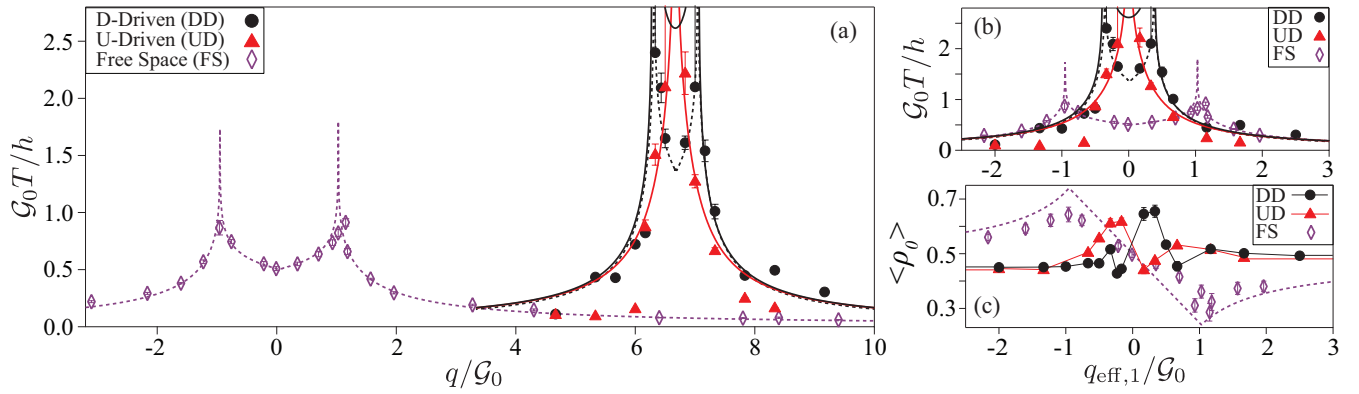 D-Driven (DD)
U-Driven (UD)
Free Space (FS)
(a)
2.5
2.0
1.5
1.0
0.5
0.0
𝒢₀T/h
-2
0
2
4
6
8
10
q/𝒢₀
(b)
DD
UD
FS
2
1
0
𝒢₀T/h
-2
-1
0
1
2
3
0.7
0.5
0.3
<ρ₀>
DD
UD
FS
(c)
-2
-1
0
1
2
3
q_eff,1/𝒢₀